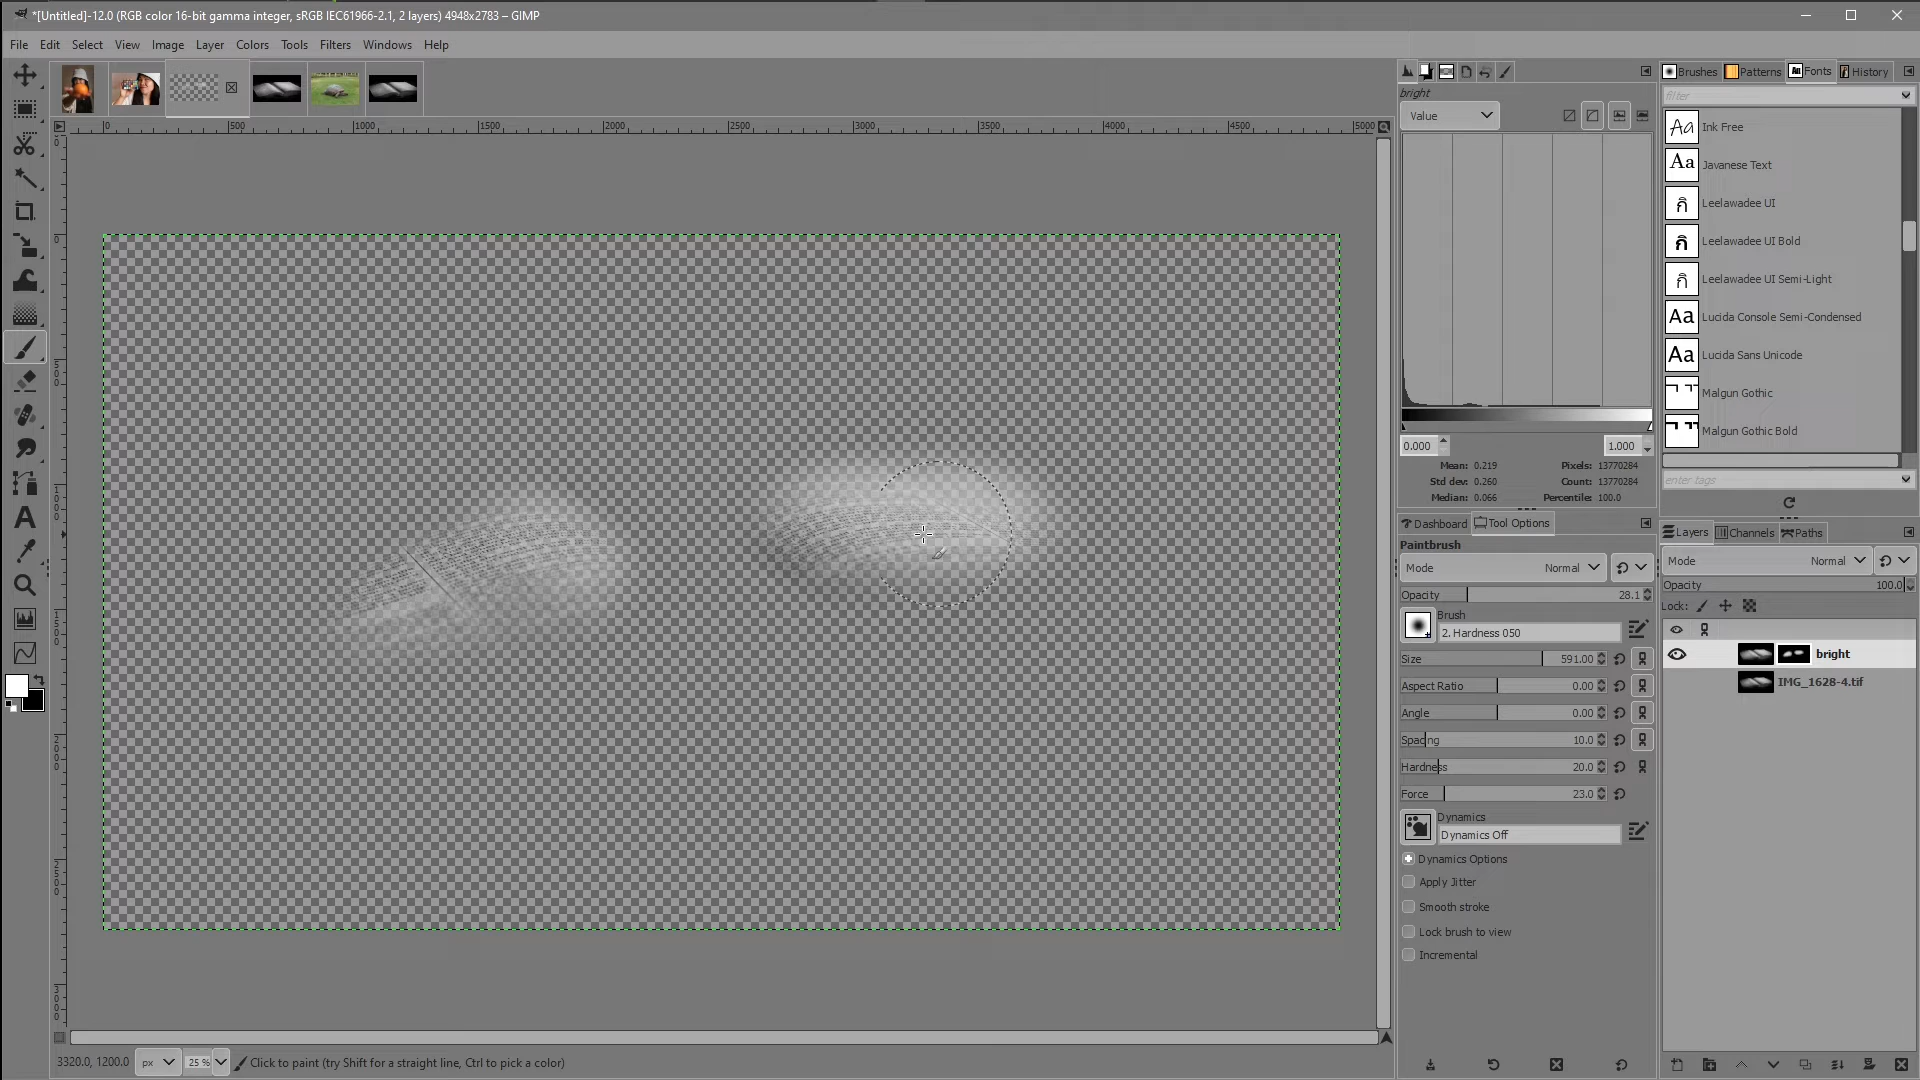 *[Untitled]-12.0 (RGB color 16-bit gamma integer, sRGB IEC61966-2.1, 2 layers) 4948x2783 – GIMP
File Edit Select View Image Layer Colors Tools Filters Windows Help
Brushes Patterns Fonts History
bright
filter
Value
0 500 1000 1500 2000 2500 3000 3500 4000 4500 5000
Aa Ink Free
Aa Javanese Text
Leelawadee UI
Leelawadee UI Bold
Leelawadee UI Semi-Light
Aa Lucida Console Semi-Condensed
Aa Lucida Sans Unicode
Malgun Gothic
Malgun Gothic Bold
0.000 1.000
Mean: 0.219 Pixels: 13770284
Std dev: 0.260 Count: 13770284
Median: 0.066 Percentile: 100.0
enter tags
Dashboard Tool Options
Layers Channels Paths
Paintbrush
Mode Normal
Mode Normal
Opacity 100.0
Opacity 28.1
Lock:
Brush
2. Hardness 050
Size 591.00
bright
Aspect Ratio 0.00
IMG_1628-4.tif
Angle 0.00
Spacing 10.0
Hardness 20.0
Force 23.0
Dynamics
Dynamics Off
Dynamics Options
Apply Jitter
Smooth stroke
Lock brush to view
Incremental
3320.0, 1200.0 px 25 % Click to paint (try Shift for a straight line, Ctrl to pick a color)